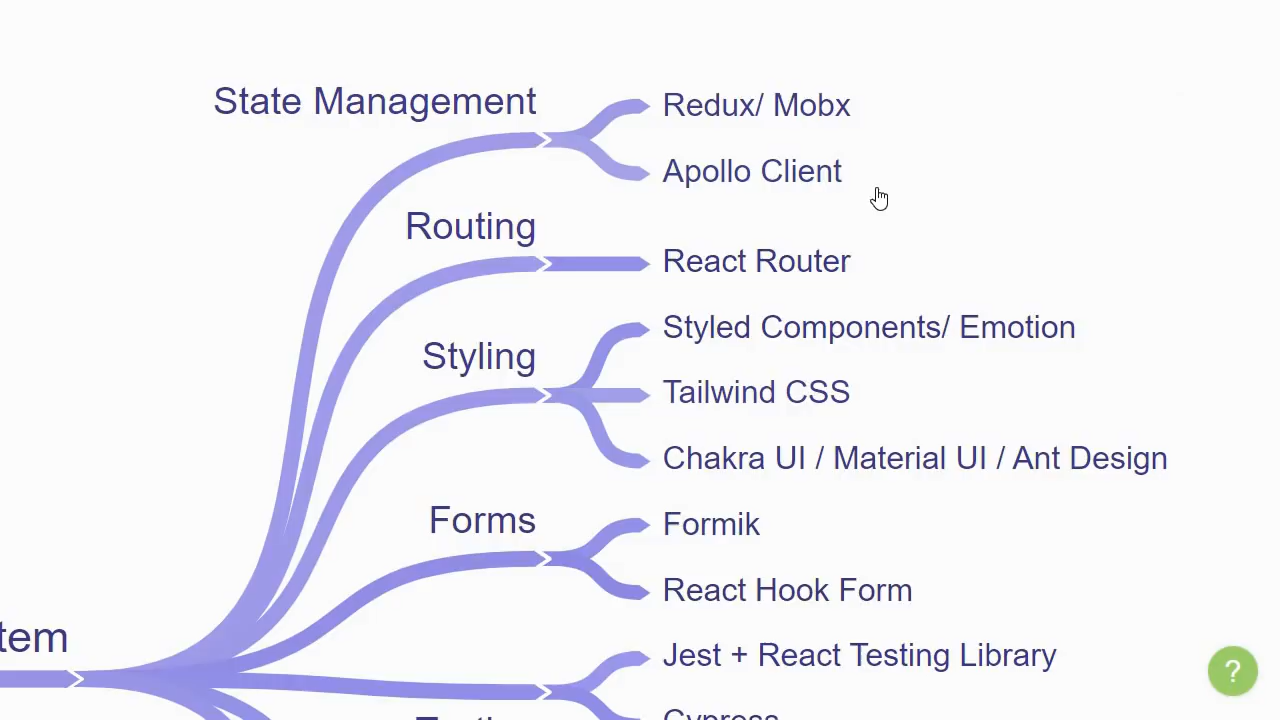 State Management
Redux/ Mobx
Apollo Client
Routing
React Router
Styling
Styled Components/ Emotion
Tailwind CSS
Chakra UI / Material UI / Ant Design
Forms
Formik
React Hook Form
tem
Jest + React Testing Library
Cypress
?